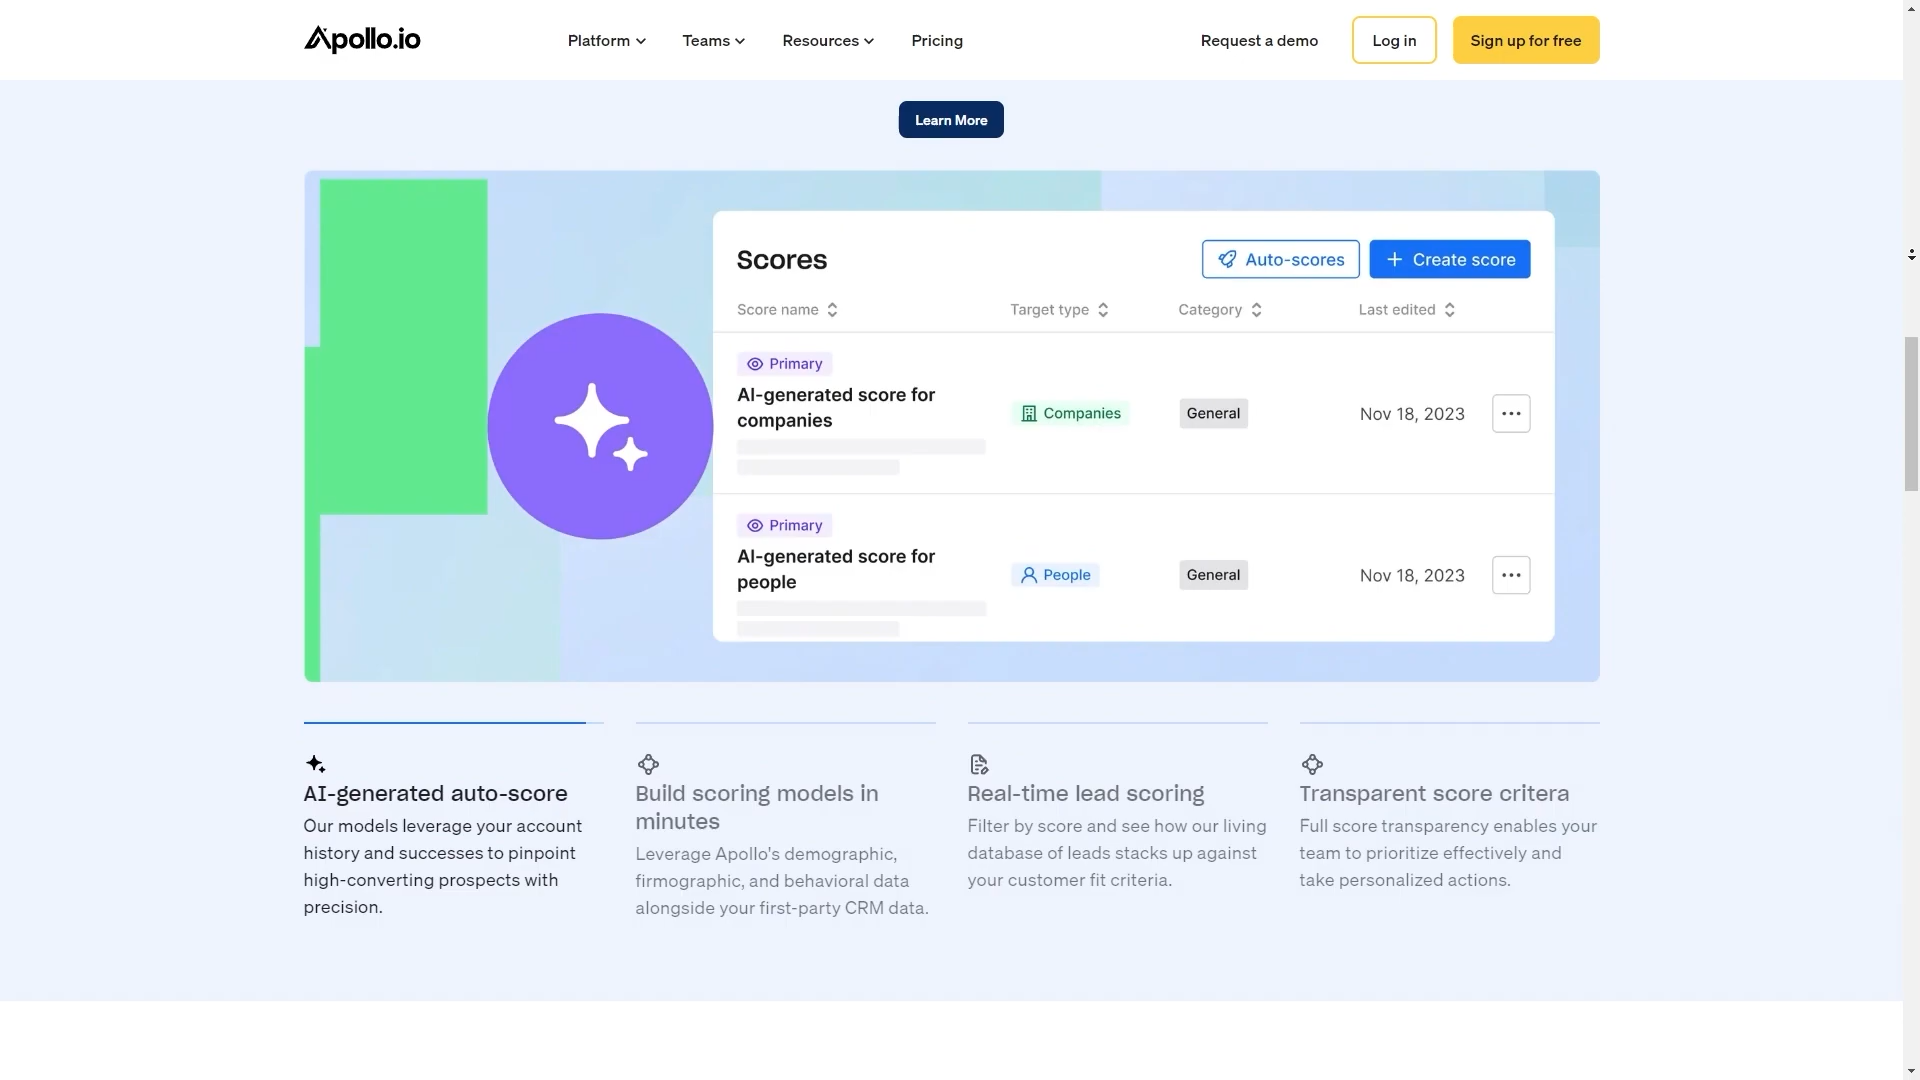 Apollo.io
Platform
Teams
Resources
Pricing
Request a demo
Log in
Sign up for free
Learn More
Scores
Auto-scores
+ Create score
Score name
Target type
Category
Last edited
Primary
AI-generated score for
companies
Companies
General
Nov 18, 2023
Primary
AI-generated score for
people
People
General
Nov 18, 2023
AI-generated auto-score
Our models leverage your account
history and successes to pinpoint
high-converting prospects with
precision.
Build scoring models in
minutes
Leverage Apollo's demographic,
firmographic, and behavioral data
alongside your first-party CRM data.
Real-time lead scoring
Filter by score and see how our living
database of leads stacks up against
your customer fit criteria.
Transparent score critera
Full score transparency enables your
team to prioritize effectively and
take personalized actions.